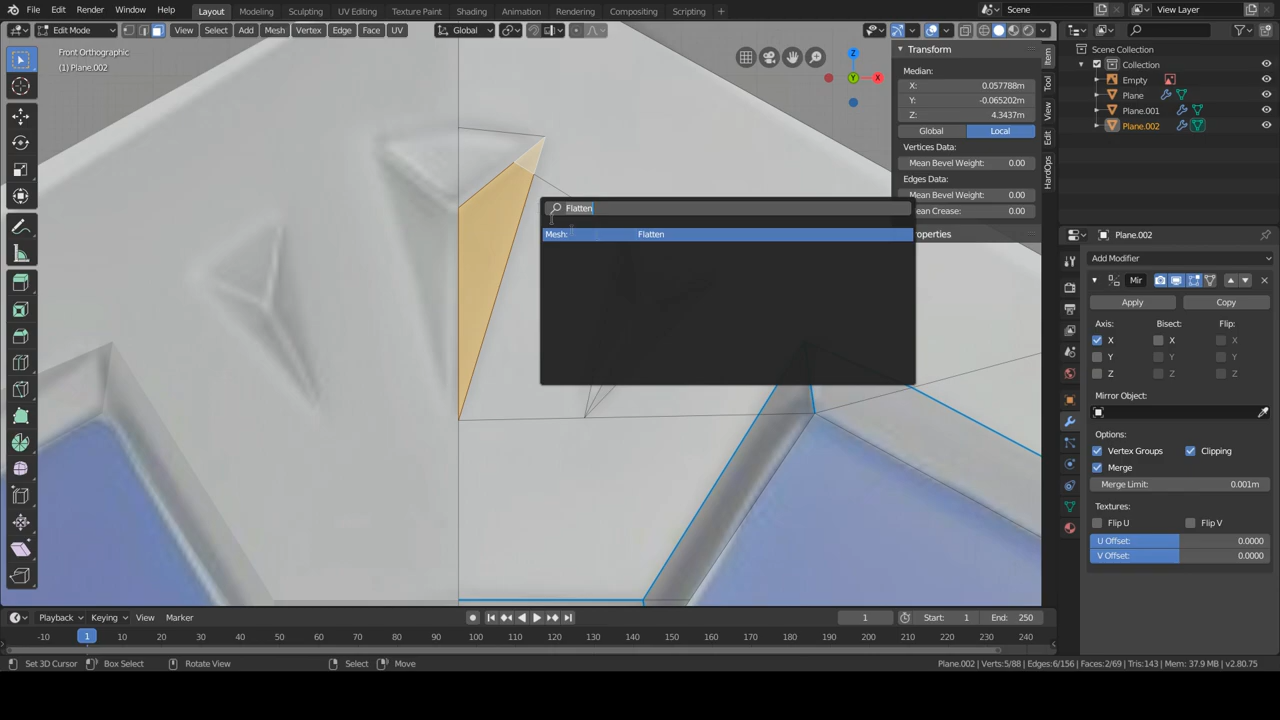 File Edit Render Window Help
Layout Modeling Sculpting UV Editing Texture Paint Shading Animation Rendering Compositing Scripting +
Scene
View Layer
Edit Mode View Select Add Mesh Vertex Edge Face UV
Global
Front Orthographic
(1) Plane.002
Z
Y
X
Transform
Median:
X: 0.057788m
Y: -0.065202m
Z: 4.3437m
Global Local
Vertices Data:
Mean Bevel Weight: 0.00
Edges Data:
Mean Bevel Weight: 0.00
ean Crease: 0.00
roperties
Item
Tool
View
Edit
HardOps
Flatten
Mesh: Flatten
Scene Collection
Collection
Empty
Plane
Plane.001
Plane.002
Plane.002
Add Modifier
Mir
Apply Copy
Axis: Bisect: Flip:
X X X
Y Y Y
Z Z Z
Mirror Object:
Options:
Vertex Groups Clipping
Merge
Merge Limit: 0.001m
Textures:
Flip U Flip V
U Offset: 0.0000
V Offset: 0.0000
Playback Keying View Marker
1 Start: 1 End: 250
-10 1 10 20 30 40 50 60 70 80 90 100 110 120 130 140 150 160 170 180 190 200 210 220 230 240
Set 3D Cursor Box Select Rotate View Select Move
Plane.002 | Verts:5/88 | Edges:6/156 | Faces:2/69 | Tris:143 | Mem: 37.9 MB | v2.80.75